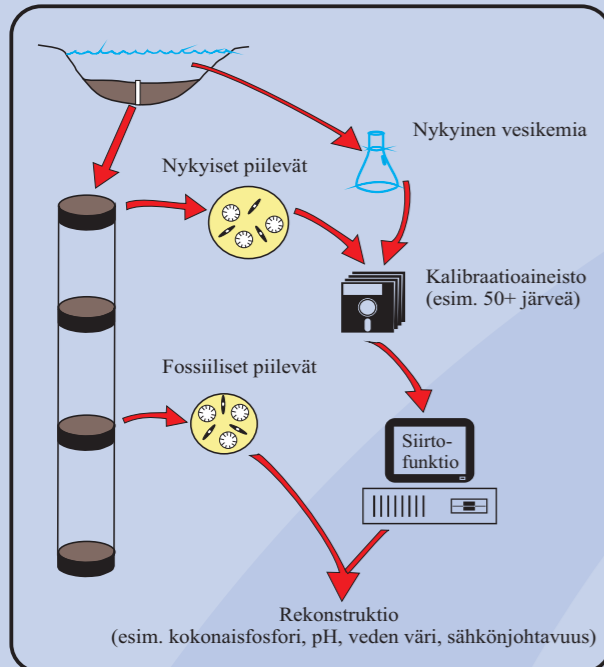 Nykyinen vesikemia
Nykyiset piilevät
Kalibraatioaineisto
(esim. 50+ järveä)
Fossiiliset piilevät
Siirto-
funktio
Rekonstruktio
(esim. kokonaisfosfori, pH, veden väri, sähkönjohtavuus)